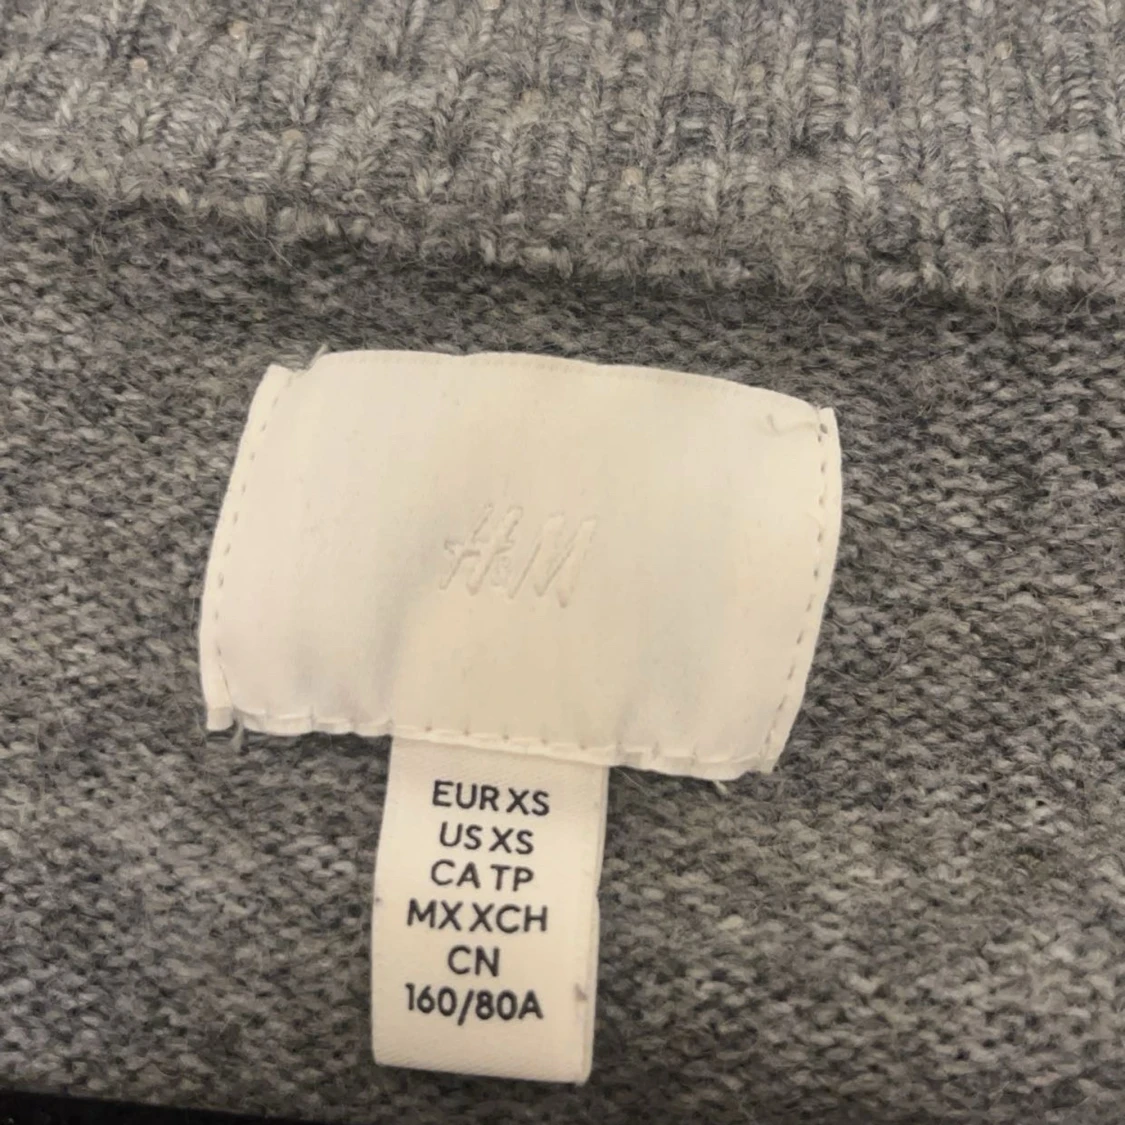 H&M
EUR XS
US XS
CA TP
MX XCH
CN
160/80A